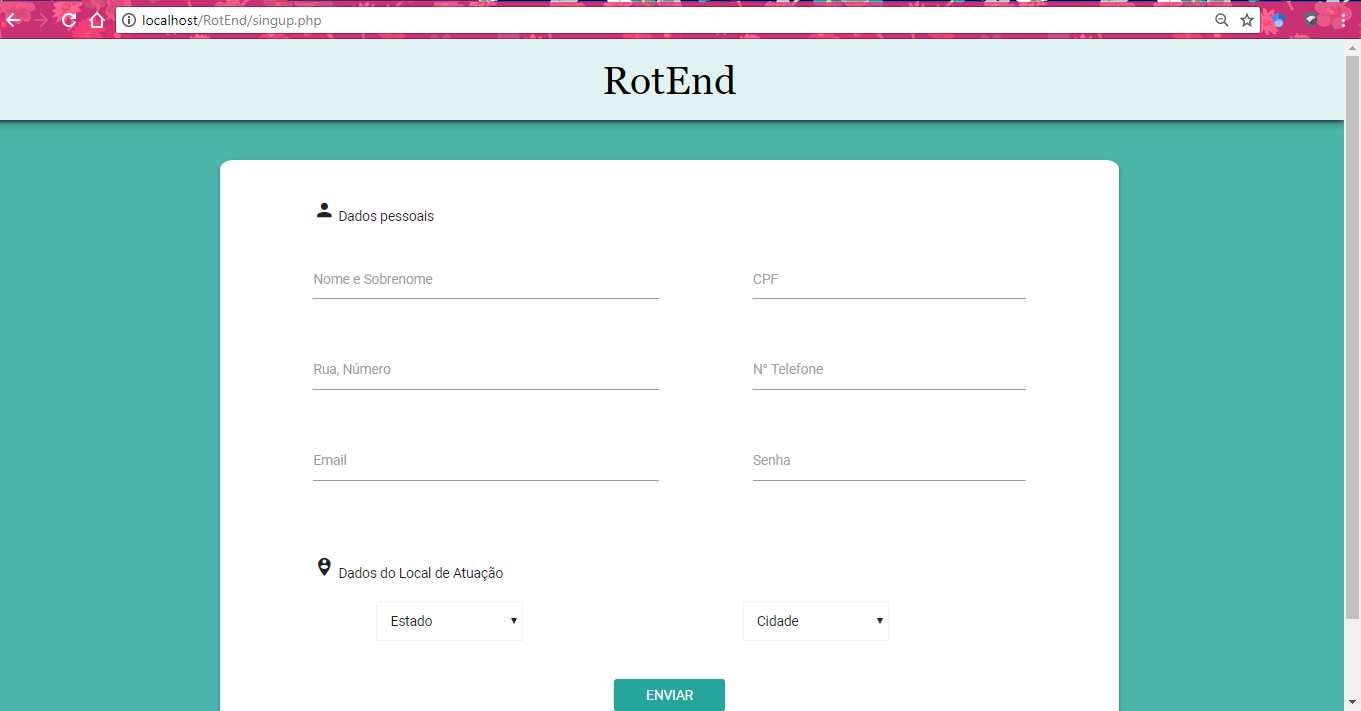 localhost/RotEnd/singup.php
RotEnd
Dados pessoais
Nome e Sobrenome CPF
Rua, Número N° Telefone
Email Senha
Dados do Local de Atuação
Estado Cidade
ENVIAR